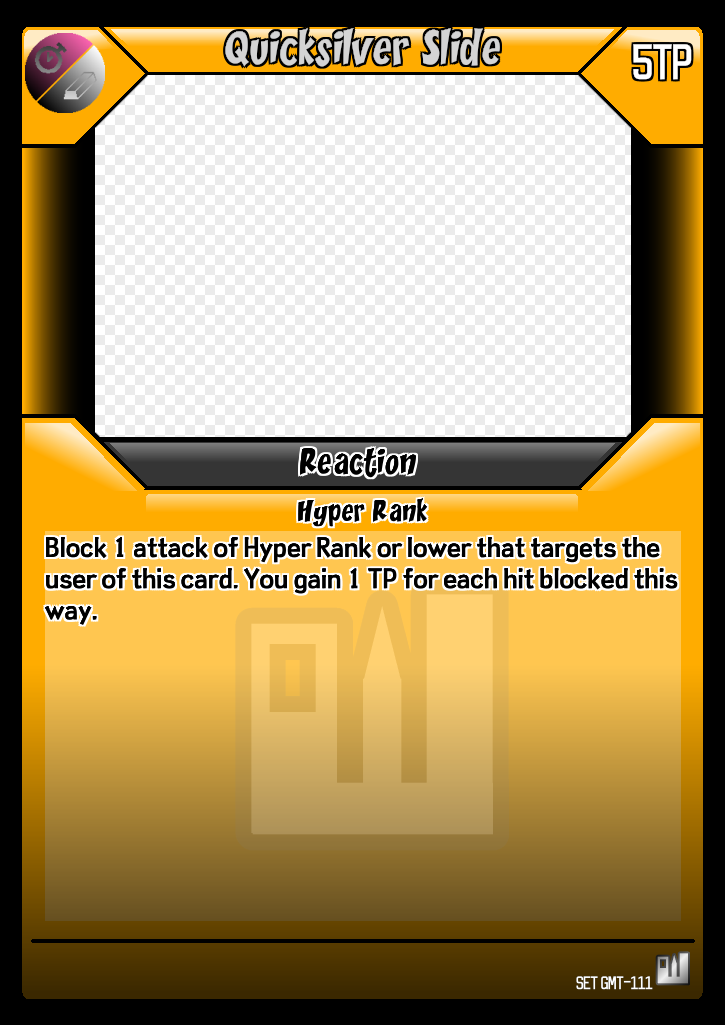 Quicksilver Slide
5TP
Reaction
Hyper Rank
Block 1 attack of Hyper Rank or lower that targets the
user of this card. You gain 1 TP for each hit blocked this
way.
SET GMT-111